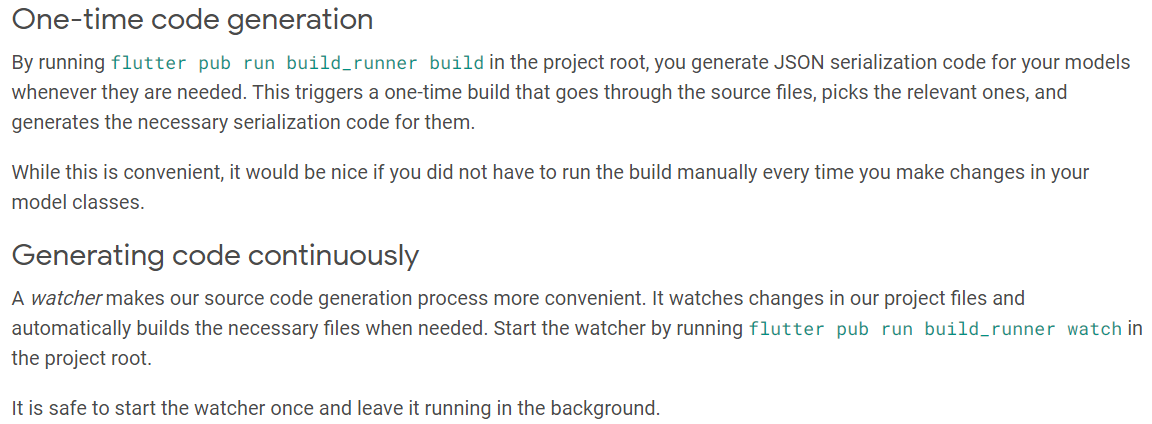 One-time code generation
By running flutter pub run build_runner build in the project root, you generate JSON serialization code for your models
whenever they are needed. This triggers a one-time build that goes through the source files, picks the relevant ones, and
generates the necessary serialization code for them.
While this is convenient, it would be nice if you did not have to run the build manually every time you make changes in your
model classes.
Generating code continuously
A watcher makes our source code generation process more convenient. It watches changes in our project files and
automatically builds the necessary files when needed. Start the watcher by running flutter pub run build_runner watch in
the project root.
It is safe to start the watcher once and leave it running in the background.